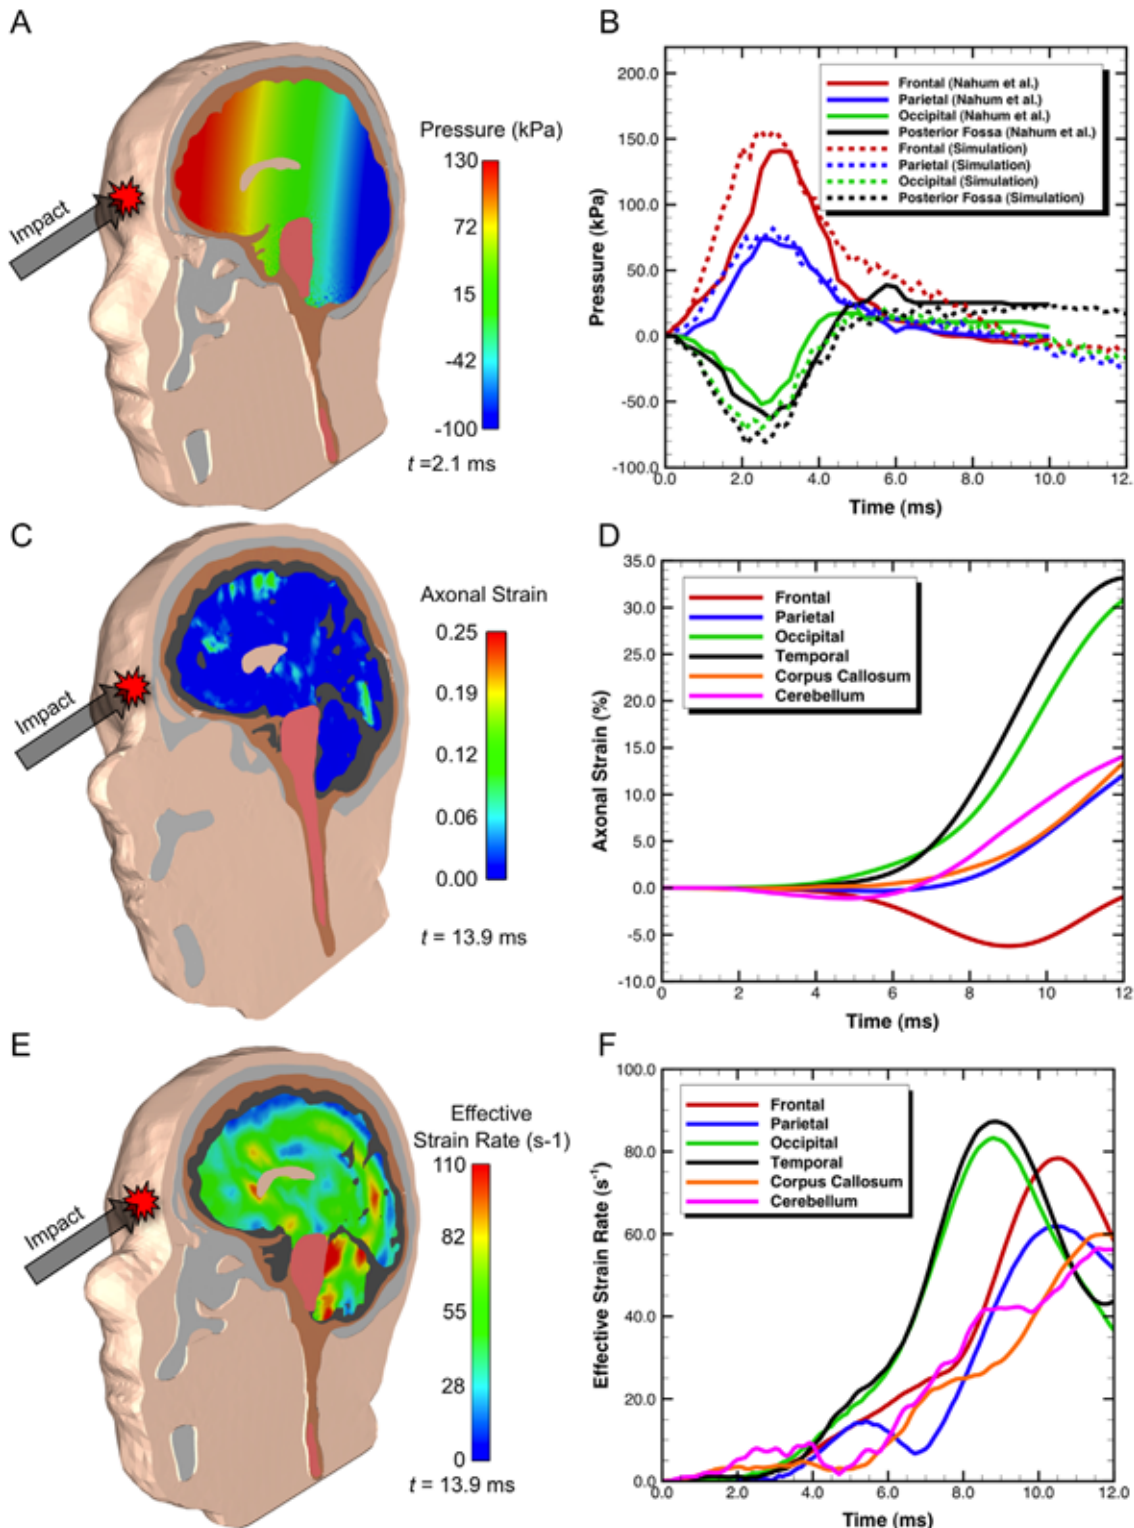 A
Impact
Pressure (kPa)
130
72
15
-42
-100
t =2.1 ms
B
200.0
150.0
100.0
50.0
0.0
-50.0
-100.0
Pressure (kPa)
Frontal (Nahum et al.)
Parietal (Nahum et al.)
Occipital (Nahum et al.)
Posterior Fossa (Nahum et al.)
Frontal (Simulation)
Parietal (Simulation)
Occipital (Simulation)
Posterior Fossa (Simulation)
0.0 2.0 4.0 6.0 8.0 10.0 12.
Time (ms)
C
Impact
Axonal Strain
0.25
0.19
0.12
0.06
0.00
t = 13.9 ms
D
35.0
30.0
25.0
20.0
15.0
10.0
5.0
0.0
-5.0
-10.0
Axonal Strain (%)
Frontal
Parietal
Occipital
Temporal
Corpus Callosum
Cerebellum
0 2 4 6 8 10 12
Time (ms)
E
Impact
Effective
Strain Rate (s-1)
110
82
55
28
0
t = 13.9 ms
F
100.0
80.0
60.0
40.0
20.0
0.0
Effective Strain Rate (s⁻¹)
Frontal
Parietal
Occipital
Temporal
Corpus Callosum
Cerebellum
0.0 2.0 4.0 6.0 8.0 10.0 12.0
Time (ms)